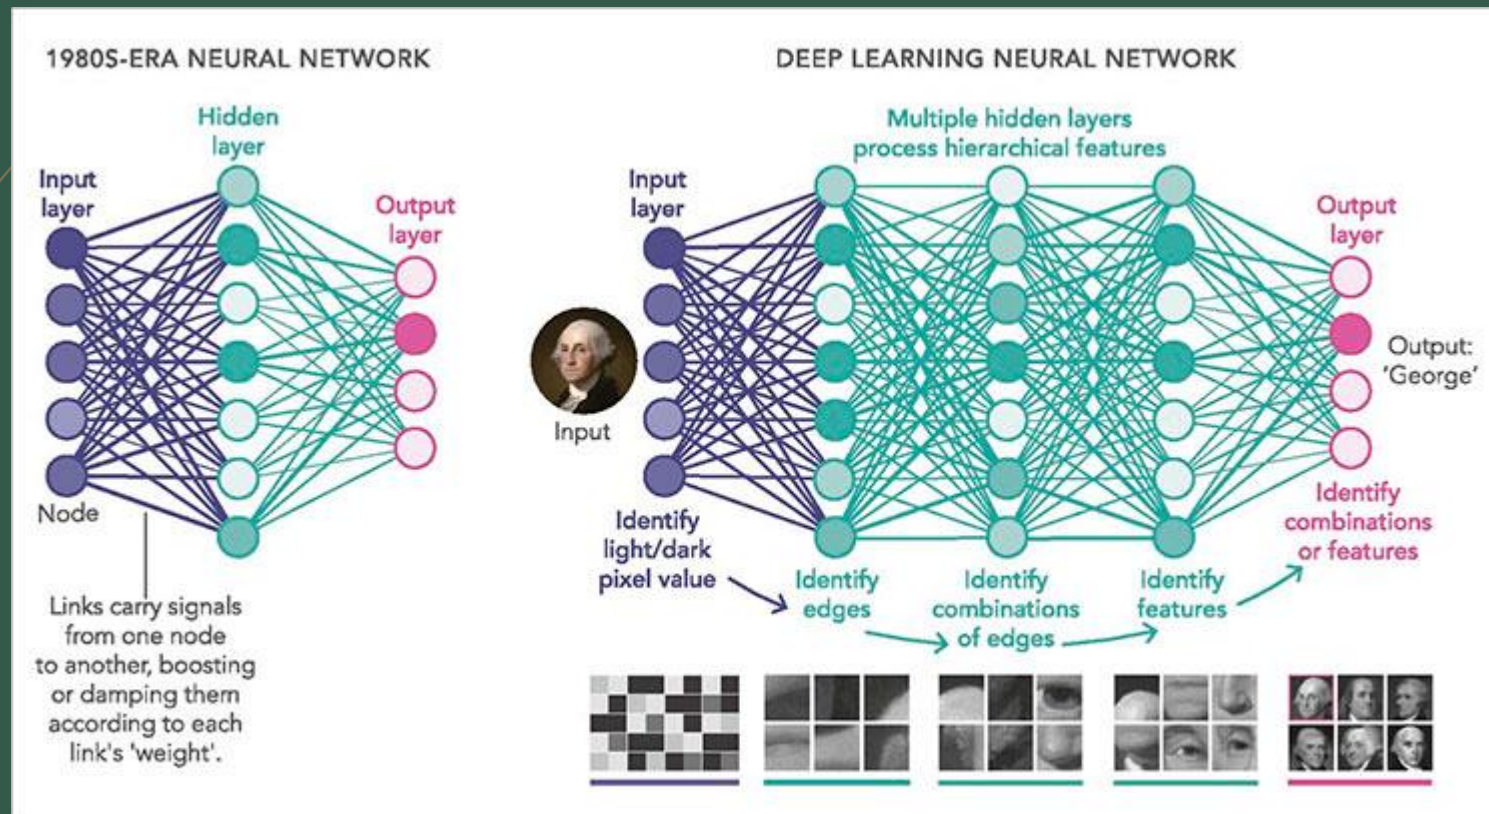 1980S-ERA NEURAL NETWORK
Hidden
layer
Input
layer
Output
layer
Node
Links carry signals
from one node
to another, boosting
or damping them
according to each
link's 'weight'.
DEEP LEARNING NEURAL NETWORK
Multiple hidden layers
process hierarchical features
Input
layer
Output
layer
Input
Output:
'George'
Identify
light/dark
pixel value
Identify
edges
Identify
combinations
of edges
Identify
features
Identify
combinations
or features